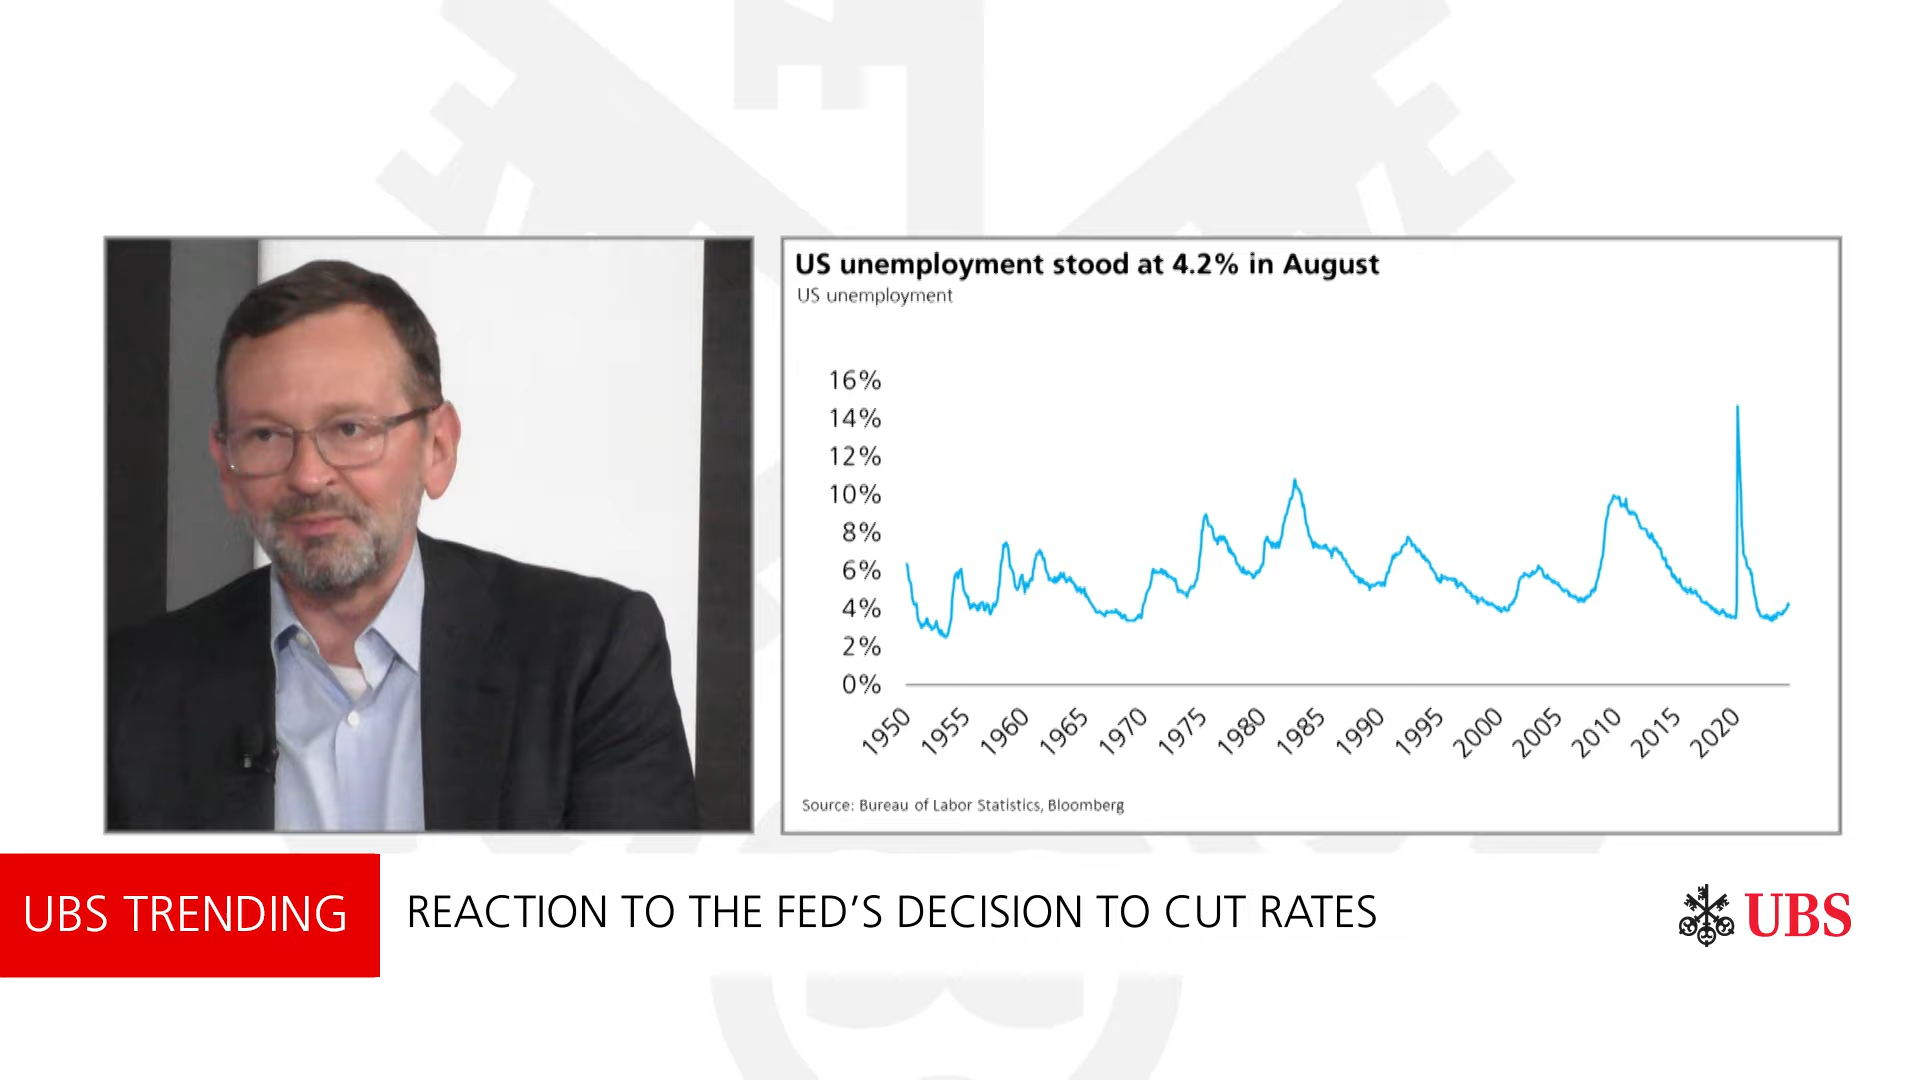 US unemployment stood at 4.2% in August
US unemployment
16%
14%
12%
10%
8%
6%
4%
2%
0%
1950 1955 1960 1965 1970 1975 1980 1985 1990 1995 2000 2005 2010 2015 2020
Source: Bureau of Labor Statistics, Bloomberg
UBS TRENDING
REACTION TO THE FED’S DECISION TO CUT RATES
UBS